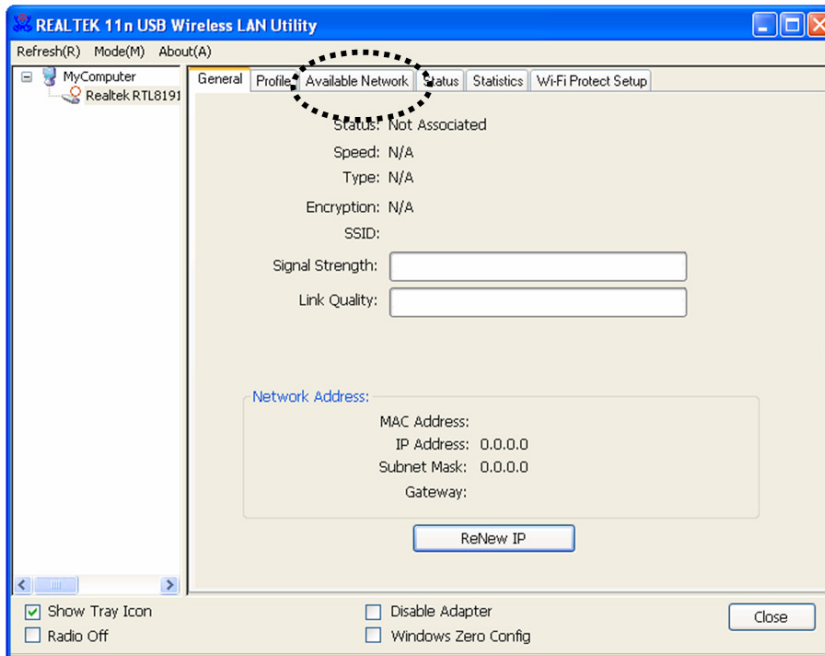 REALTEK 11n USB Wireless LAN Utility
Refresh(R) Mode(M) About(A)
MyComputer
Realtek RTL8191
General Profile Available Network Status Statistics Wi-Fi Protect Setup
Status: Not Associated
Speed: N/A
Type: N/A
Encryption: N/A
SSID:
Signal Strength:
Link Quality:
Network Address:
MAC Address:
IP Address: 0.0.0.0
Subnet Mask: 0.0.0.0
Gateway:
ReNew IP
Show Tray Icon
Radio Off
Disable Adapter
Windows Zero Config
Close